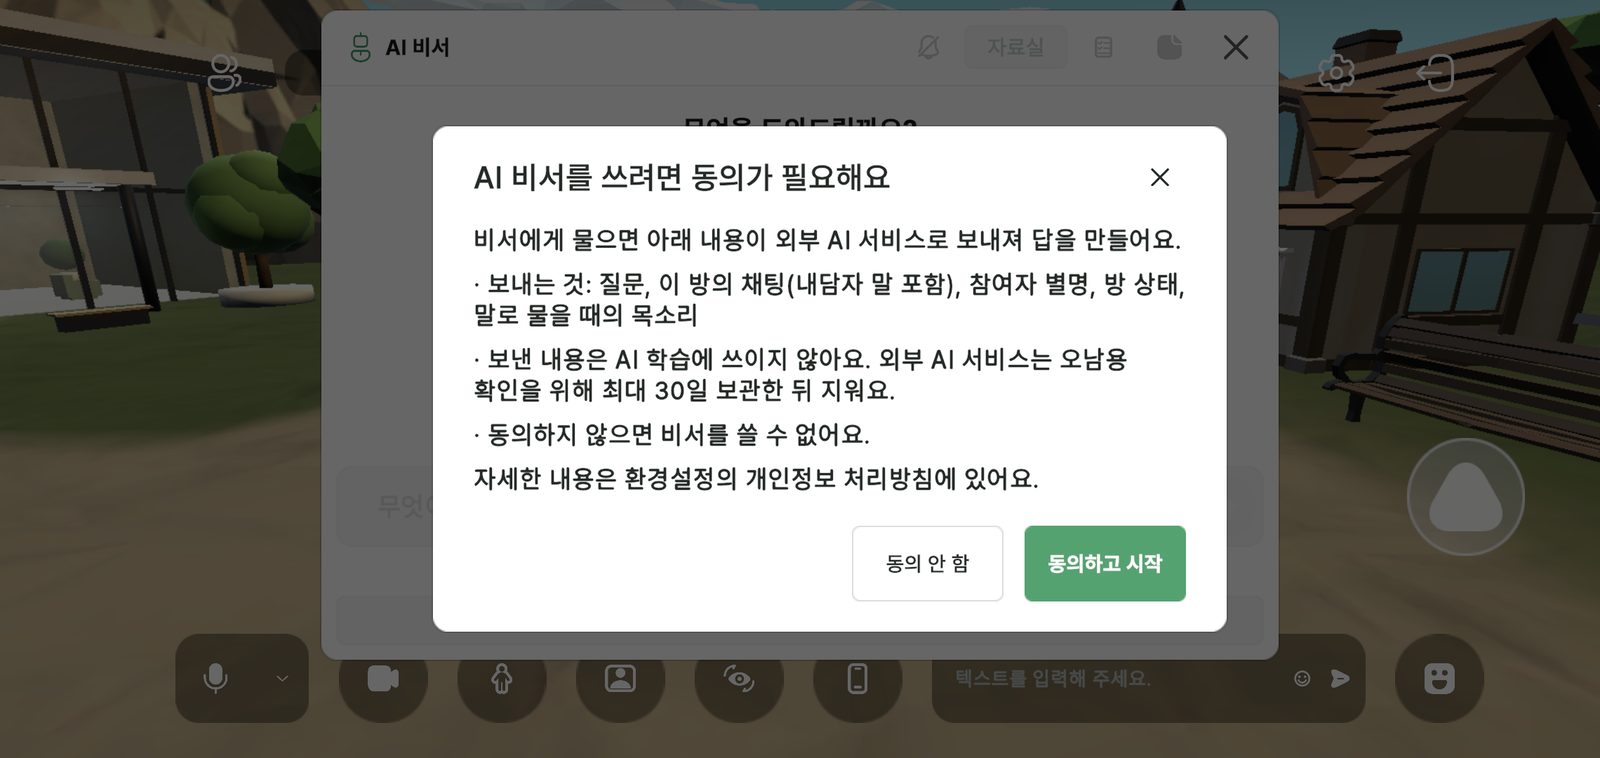 AI 비서
자료실
무엇을 도와드릴까요?
AI 비서를 쓰려면 동의가 필요해요
비서에게 물으면 아래 내용이 외부 AI 서비스로 보내져 답을 만들어요.
· 보내는 것: 질문, 이 방의 채팅(내담자 말 포함), 참여자 별명, 방 상태,
말로 물을 때의 목소리
· 보낸 내용은 AI 학습에 쓰이지 않아요. 외부 AI 서비스는 오남용
확인을 위해 최대 30일 보관한 뒤 지워요.
· 동의하지 않으면 비서를 쓸 수 없어요.
자세한 내용은 환경설정의 개인정보 처리방침에 있어요.
동의 안 함
동의하고 시작
텍스트를 입력해 주세요.